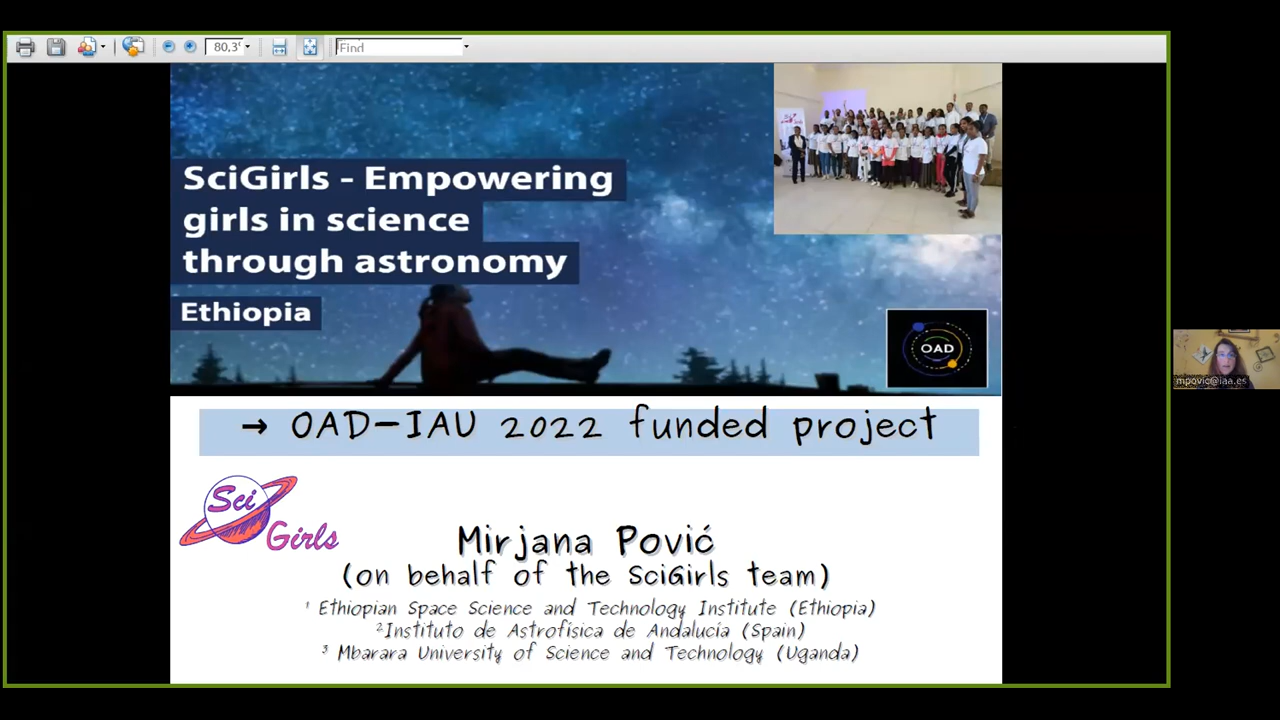 80,3%
Find
SciGirls - Empowering
girls in science
through astronomy
Ethiopia
OAD
→ OAD-IAU 2022 funded project
Sci
Girls
Mirjana Pović
(on behalf of the SciGirls team)
¹ Ethiopian Space Science and Technology Institute (Ethiopia)
²Instituto de Astrofísica de Andalucía (Spain)
³ Mbarara University of Science and Technology (Uganda)
mpovic@iaa.es